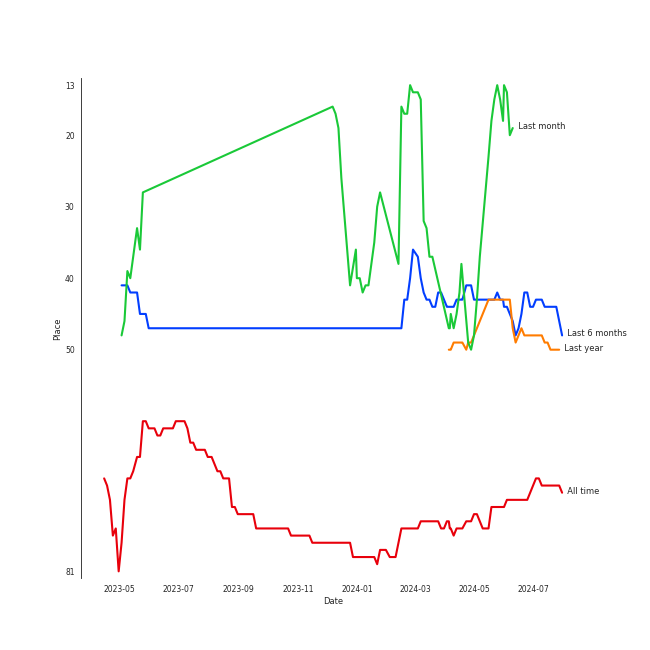 13
20
Last month
30
40
Place
Last 6 months
50
Last year
All time
81
2023-05
2023-07
2023-09
2023-11
2024-01
2024-03
2024-05
2024-07
Date